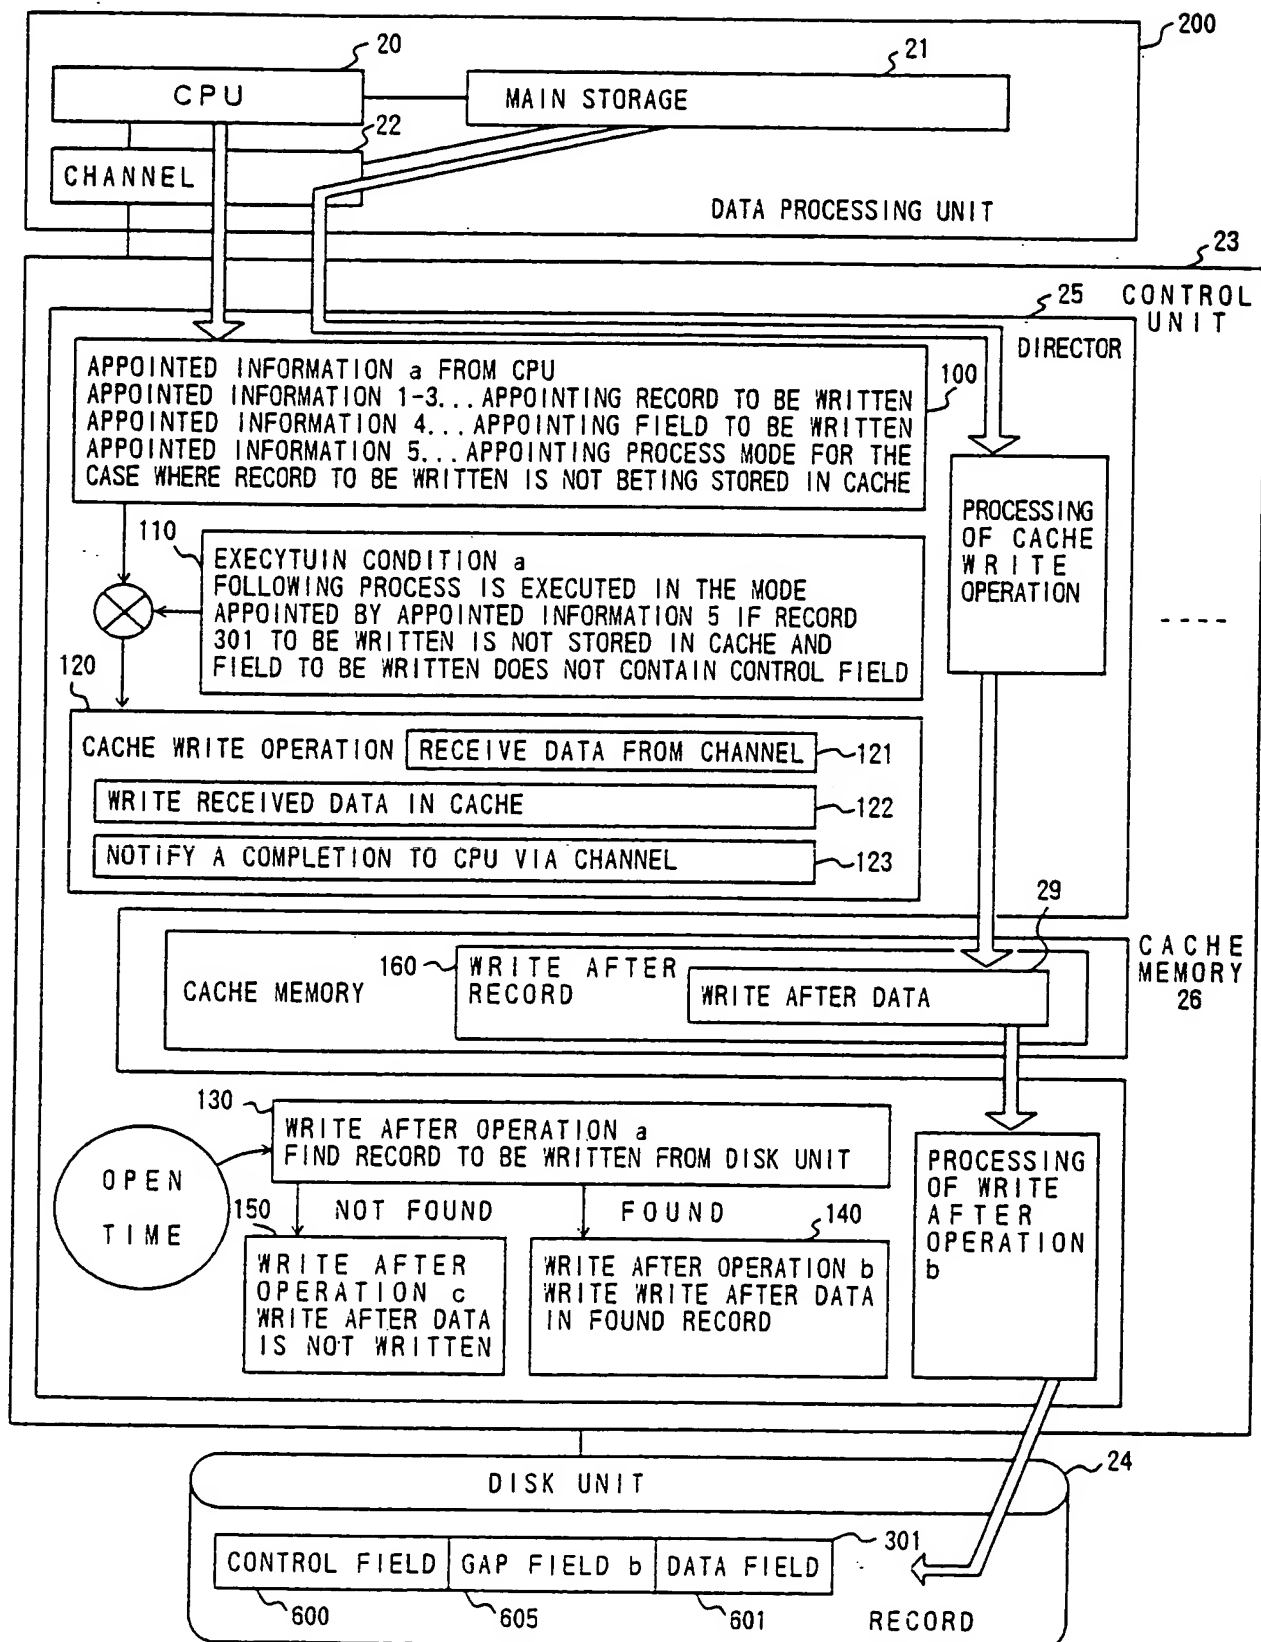 200
20
21
CPU
MAIN STORAGE
22
CHANNEL
DATA PROCESSING UNIT
23
25
CONTROL
UNIT
DIRECTOR
APPOINTED INFORMATION a FROM CPU
APPOINTED INFORMATION 1-3... APPOINTING RECORD TO BE WRITTEN
APPOINTED INFORMATION 4... APPOINTING FIELD TO BE WRITTEN
APPOINTED INFORMATION 5... APPOINTING PROCESS MODE FOR THE
CASE WHERE RECORD TO BE WRITTEN IS NOT BETING STORED IN CACHE
100
PROCESSING
OF CACHE
WRITE
OPERATION
110
EXECYTUIN CONDITION a
FOLLOWING PROCESS IS EXECUTED IN THE MODE
APPOINTED BY APPOINTED INFORMATION 5 IF RECORD
301 TO BE WRITTEN IS NOT STORED IN CACHE AND
FIELD TO BE WRITTEN DOES NOT CONTAIN CONTROL FIELD
120
CACHE WRITE OPERATION
RECEIVE DATA FROM CHANNEL
121
WRITE RECEIVED DATA IN CACHE
122
NOTIFY A COMPLETION TO CPU VIA CHANNEL
123
29
CACHE
MEMORY
26
160
WRITE AFTER
RECORD
CACHE MEMORY
WRITE AFTER DATA
130
WRITE AFTER OPERATION a
FIND RECORD TO BE WRITTEN FROM DISK UNIT
OPEN
TIME
NOT FOUND
FOUND
150
140
WRITE AFTER
OPERATION c
WRITE AFTER DATA
IS NOT WRITTEN
WRITE AFTER OPERATION b
WRITE WRITE AFTER DATA
IN FOUND RECORD
PROCESSING
OF WRITE
AFTER
OPERATION
b
24
DISK UNIT
301
CONTROL FIELD
GAP FIELD b
DATA FIELD
600
605
601
RECORD